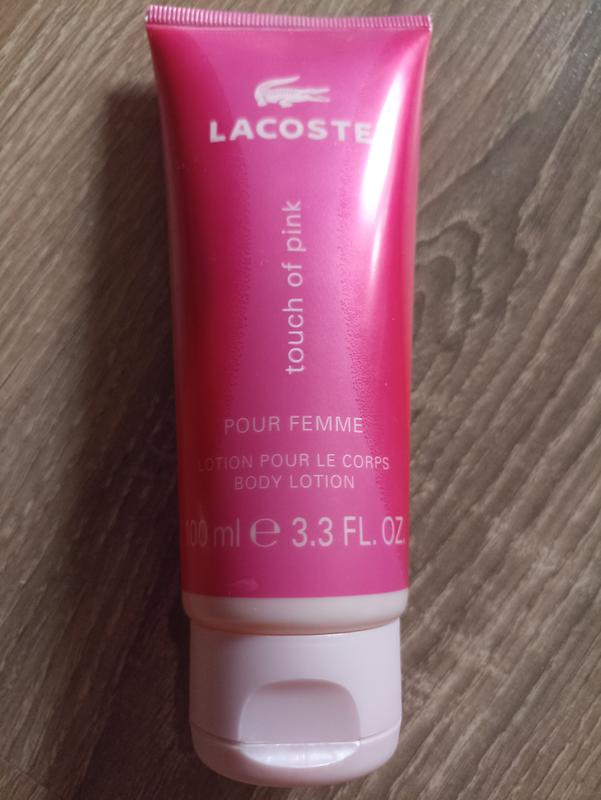 LACOSTE
touch of pink
POUR FEMME
LOTION POUR LE CORPS
BODY LOTION
100 ml ℮ 3.3 FL. OZ.